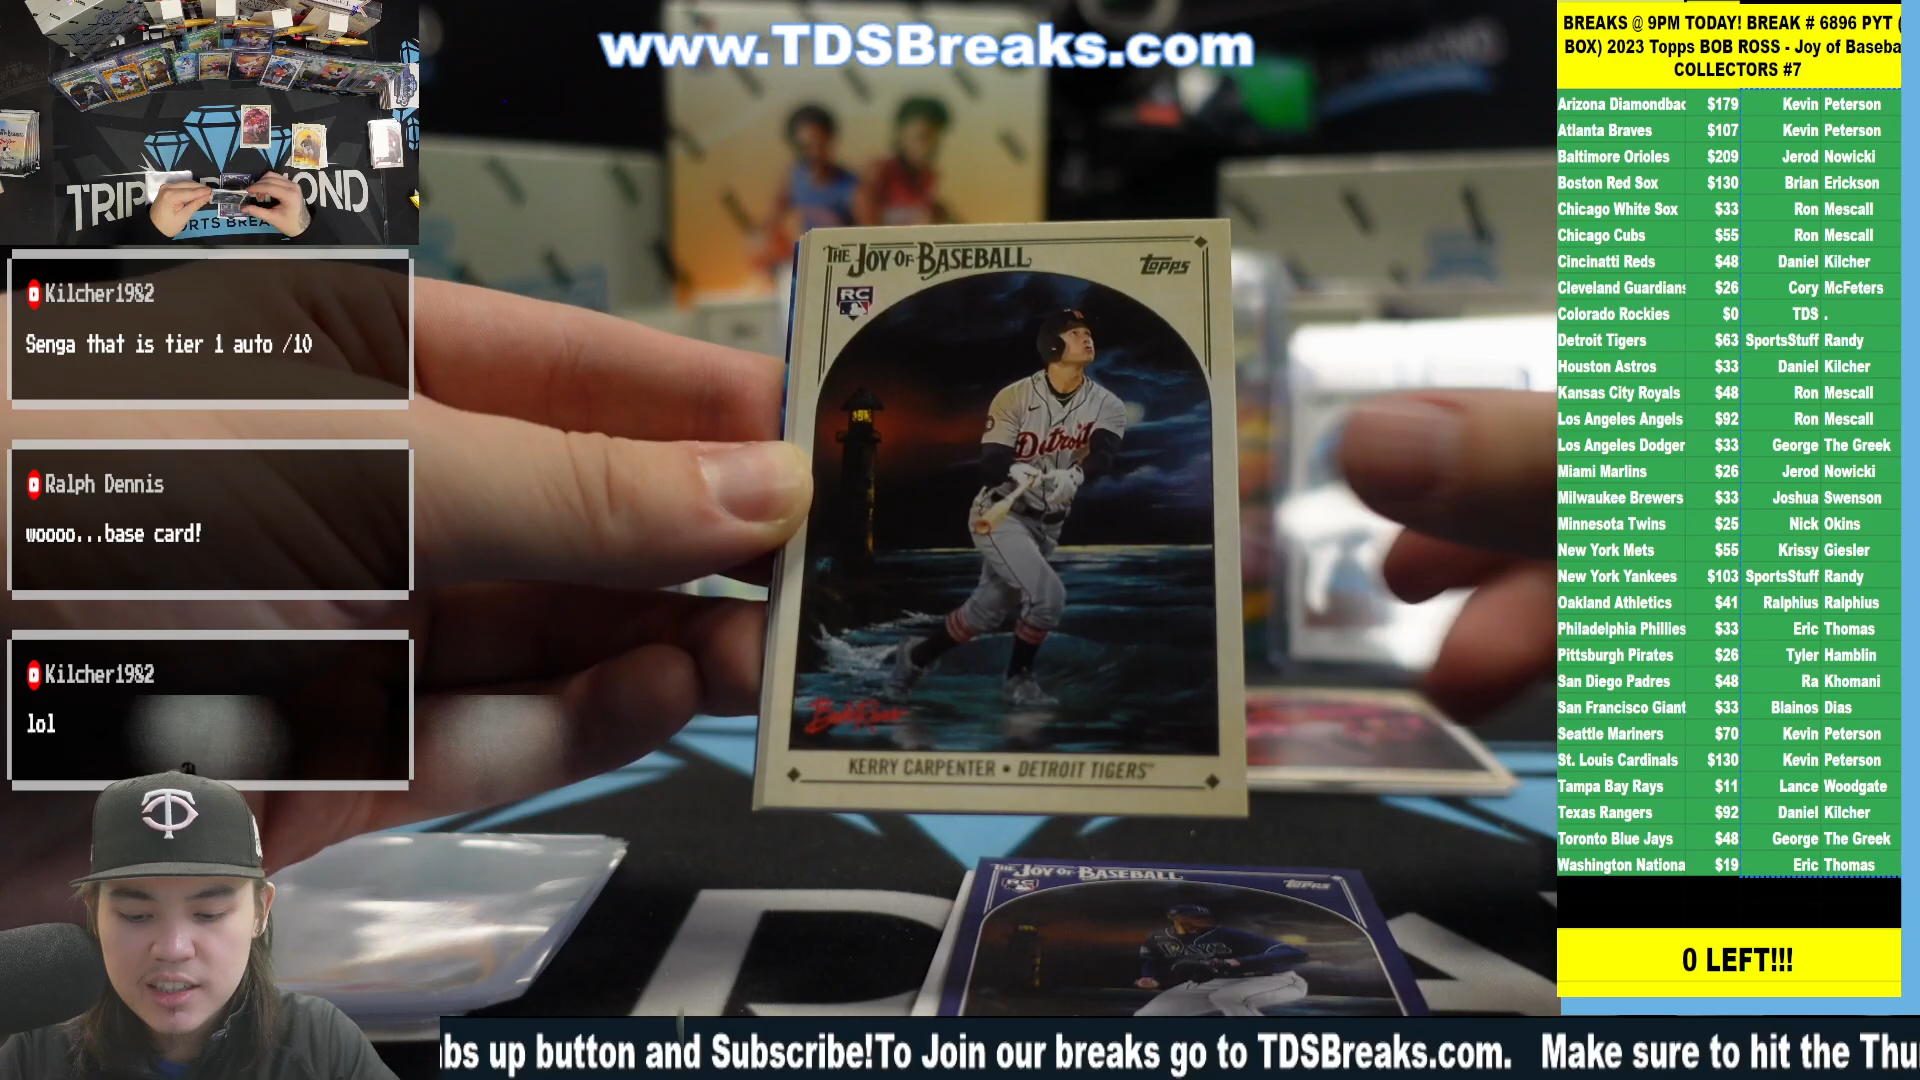 www.TDSBreaks.com
TRIP
OND
ORTS BREA
Kilcher1982
Senga that is tier 1 auto /10
Ralph Dennis
woooo...base card!
Kilcher1982
lol
THE JOY OF BASEBALL
topps
RC
Detroit
Bob Ross
KERRY CARPENTER • DETROIT TIGERS™
THE JOY OF BASEBALL
topps
RC
RAYS
BREAKS @ 9PM TODAY! BREAK # 6896 PYT (
BOX) 2023 Topps BOB ROSS - Joy of Baseba
COLLECTORS #7
Arizona Diamondbac $179 Kevin Peterson
Atlanta Braves $107 Kevin Peterson
Baltimore Orioles $209 Jerod Nowicki
Boston Red Sox $130 Brian Erickson
Chicago White Sox $33 Ron Mescall
Chicago Cubs $55 Ron Mescall
Cincinatti Reds $48 Daniel Kilcher
Cleveland Guardians $26 Cory McFeters
Colorado Rockies $0 TDS .
Detroit Tigers $63 SportsStuff Randy
Houston Astros $33 Daniel Kilcher
Kansas City Royals $48 Ron Mescall
Los Angeles Angels $92 Ron Mescall
Los Angeles Dodger $33 George The Greek
Miami Marlins $26 Jerod Nowicki
Milwaukee Brewers $33 Joshua Swenson
Minnesota Twins $25 Nick Okins
New York Mets $55 Krissy Giesler
New York Yankees $103 SportsStuff Randy
Oakland Athletics $41 Ralphius Ralphius
Philadelphia Phillies $33 Eric Thomas
Pittsburgh Pirates $26 Tyler Hamblin
San Diego Padres $48 Ra Khomani
San Francisco Giant $33 Blainos Dias
Seattle Mariners $70 Kevin Peterson
St. Louis Cardinals $130 Kevin Peterson
Tampa Bay Rays $11 Lance Woodgate
Texas Rangers $92 Daniel Kilcher
Toronto Blue Jays $48 George The Greek
Washington Nationa $19 Eric Thomas
0 LEFT!!!
TC
bs up button and Subscribe!To Join our breaks go to TDSBreaks.com. Make sure to hit the Thu